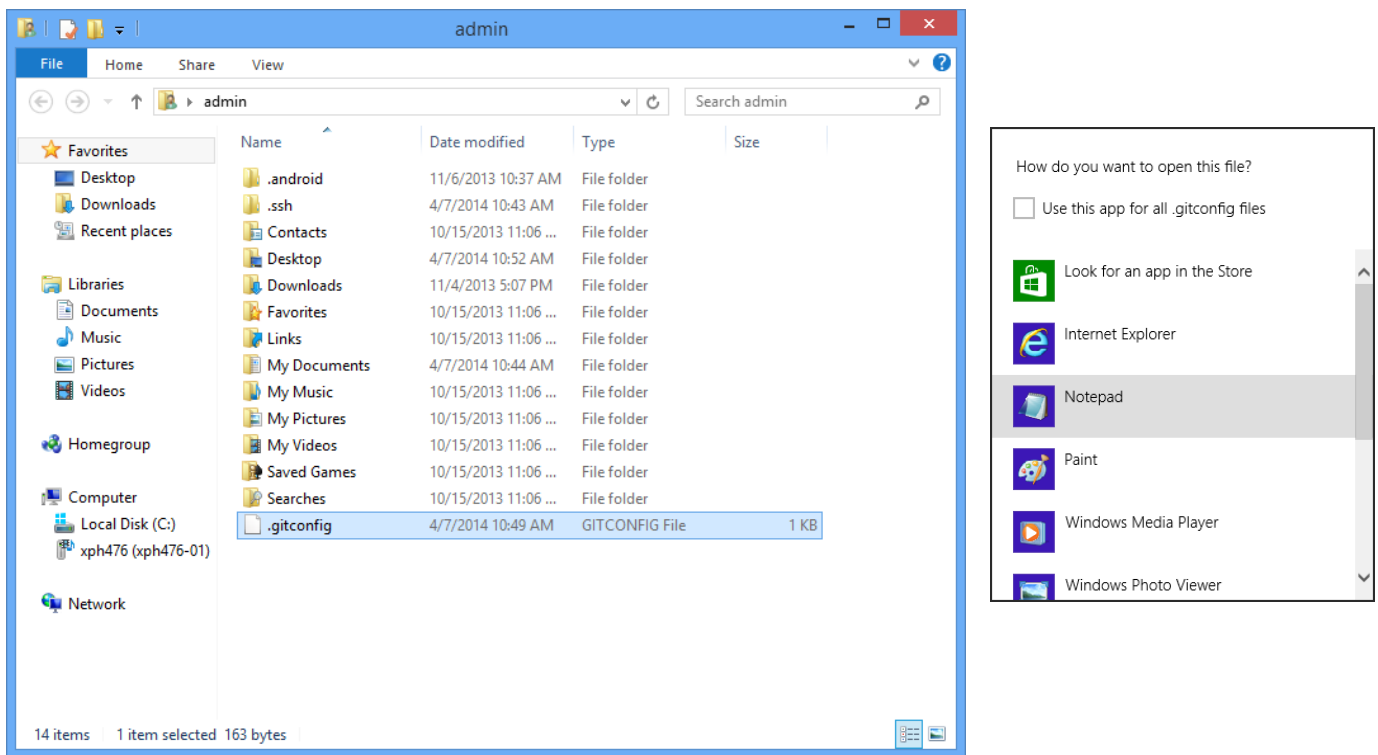 admin
File Home Share View
admin
Search admin
Favorites
Desktop
Downloads
Recent places
Libraries
Documents
Music
Pictures
Videos
Homegroup
Computer
Local Disk (C:)
xph476 (xph476-01)
Network
Name Date modified Type Size
.android 11/6/2013 10:37 AM File folder
.ssh 4/7/2014 10:43 AM File folder
Contacts 10/15/2013 11:06 ... File folder
Desktop 4/7/2014 10:52 AM File folder
Downloads 11/4/2013 5:07 PM File folder
Favorites 10/15/2013 11:06 ... File folder
Links 10/15/2013 11:06 ... File folder
My Documents 4/7/2014 10:44 AM File folder
My Music 10/15/2013 11:06 ... File folder
My Pictures 10/15/2013 11:06 ... File folder
My Videos 10/15/2013 11:06 ... File folder
Saved Games 10/15/2013 11:06 ... File folder
Searches 10/15/2013 11:06 ... File folder
.gitconfig 4/7/2014 10:49 AM GITCONFIG File 1 KB
14 items 1 item selected 163 bytes
How do you want to open this file?
Use this app for all .gitconfig files
Look for an app in the Store
Internet Explorer
Notepad
Paint
Windows Media Player
Windows Photo Viewer